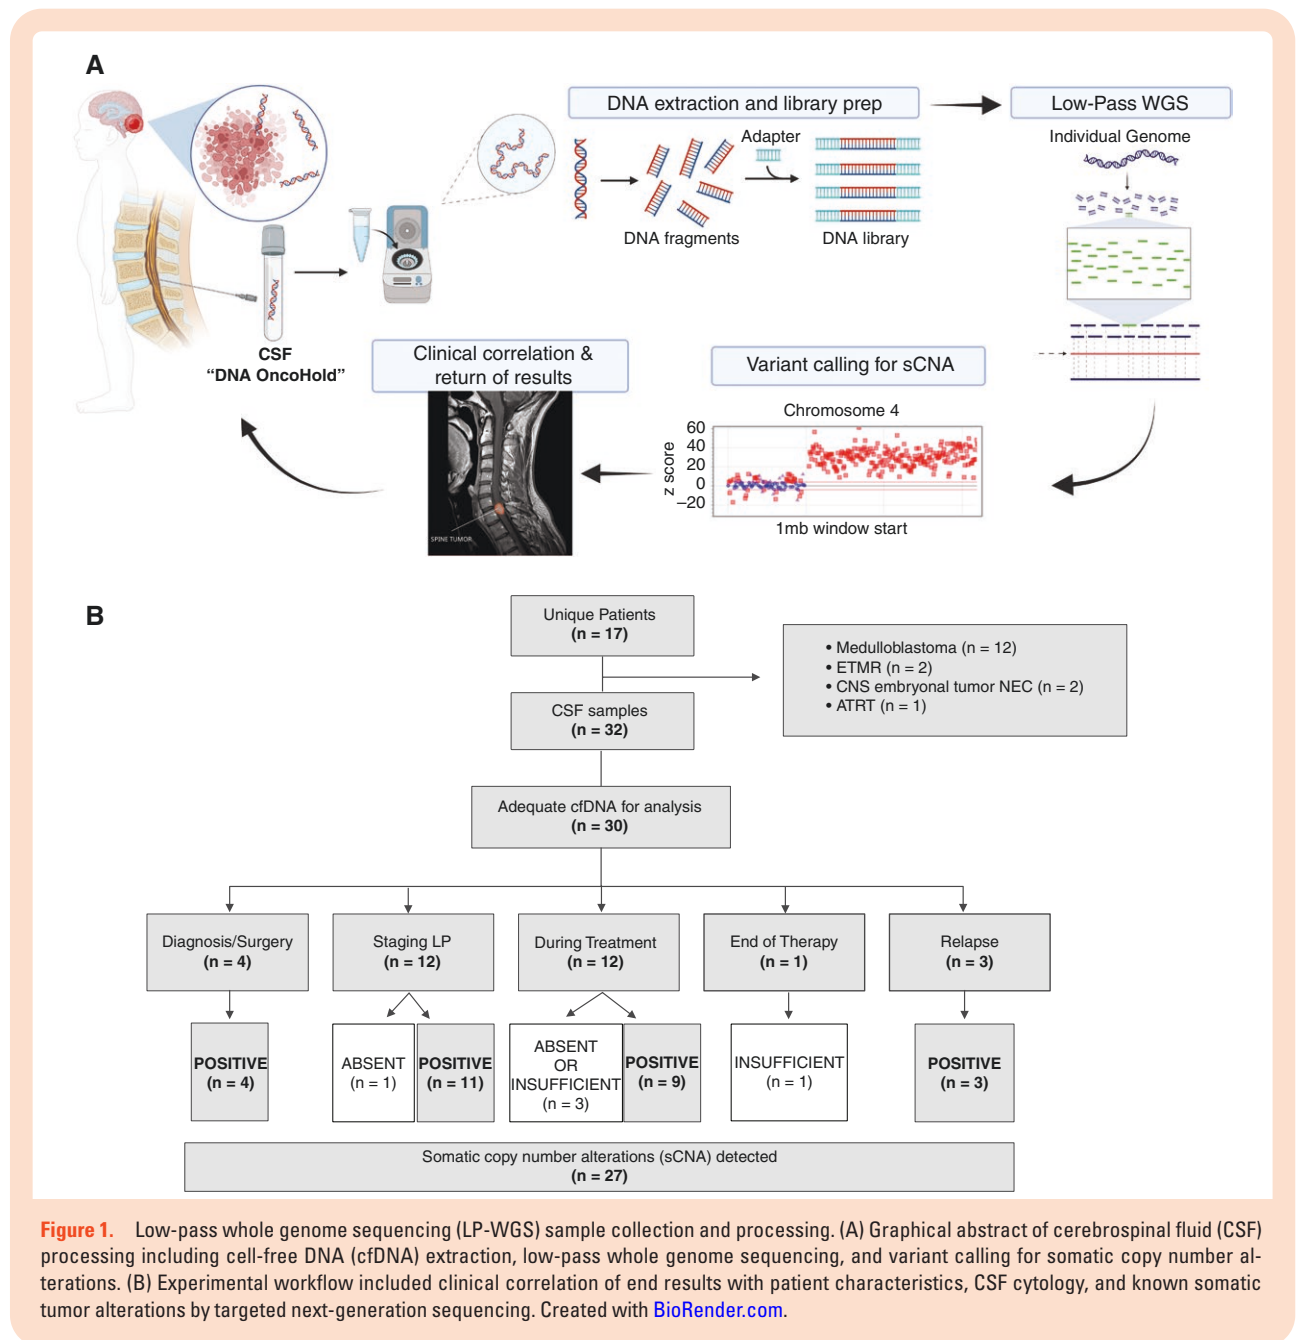 A
DNA extraction and library prep
Low-Pass WGS
Individual Genome
Adapter
DNA fragments
DNA library
CSF
“DNA OncoHold”
Clinical correlation &
return of results
SPINE TUMOR
Variant calling for sCNA
Chromosome 4
z score
60
40
20
0
–20
1mb window start
B
Unique Patients
(n = 17)
• Medulloblastoma (n = 12)
• ETMR (n = 2)
• CNS embryonal tumor NEC (n = 2)
• ATRT (n = 1)
CSF samples
(n = 32)
Adequate cfDNA for analysis
(n = 30)
Diagnosis/Surgery
(n = 4)
Staging LP
(n = 12)
During Treatment
(n = 12)
End of Therapy
(n = 1)
Relapse
(n = 3)
POSITIVE
(n = 4)
ABSENT
(n = 1)
POSITIVE
(n = 11)
ABSENT
OR
INSUFFICIENT
(n = 3)
POSITIVE
(n = 9)
INSUFFICIENT
(n = 1)
POSITIVE
(n = 3)
Somatic copy number alterations (sCNA) detected
(n = 27)
Figure 1. Low-pass whole genome sequencing (LP-WGS) sample collection and processing. (A) Graphical abstract of cerebrospinal fluid (CSF)
processing including cell-free DNA (cfDNA) extraction, low-pass whole genome sequencing, and variant calling for somatic copy number al-
terations. (B) Experimental workflow included clinical correlation of end results with patient characteristics, CSF cytology, and known somatic
tumor alterations by targeted next-generation sequencing. Created with BioRender.com.